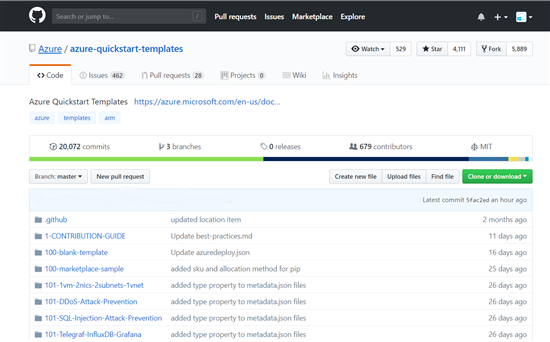 Search or jump to... / Pull requests Issues Marketplace Explore
Azure / azure-quickstart-templates Watch 529 Star 4,111 Fork 5,889
Code Issues 462 Pull requests 28 Projects 0 Wiki Insights
Azure Quickstart Templates https://azure.microsoft.com/en-us/doc...
azure templates arm
20,072 commits 3 branches 0 releases 679 contributors MIT
Branch: master New pull request Create new file Upload files Find file Clone or download
Latest commit 5fac2ed an hour ago
.github updated location item 2 months ago
1-CONTRIBUTION-GUIDE Update best-practices.md 11 days ago
100-blank-template Update azuredeploy.json 16 days ago
100-marketplace-sample added sku and allocation method for pip 25 days ago
101-1vm-2nics-2subnets-1vnet added type property to metadata.json files 26 days ago
101-DDoS-Attack-Prevention added type property to metadata.json files 26 days ago
101-SQL-Injection-Attack-Prevention added type property to metadata.json files 26 days ago
101-Telegraf-InfluxDB-Grafana added type property to metadata.json files 26 days ago